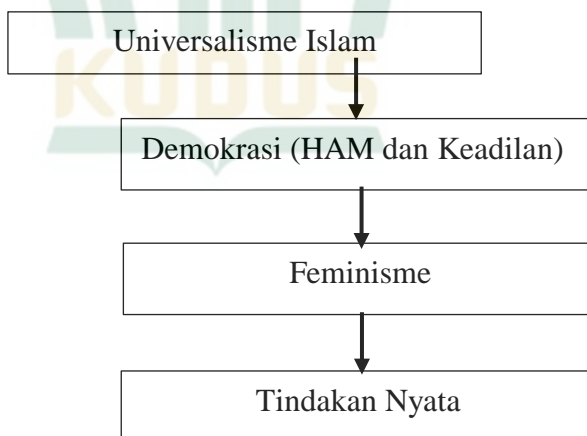 Universalisme Islam
KUDUS
Demokrasi (HAM dan Keadilan)
Feminisme
Tindakan Nyata